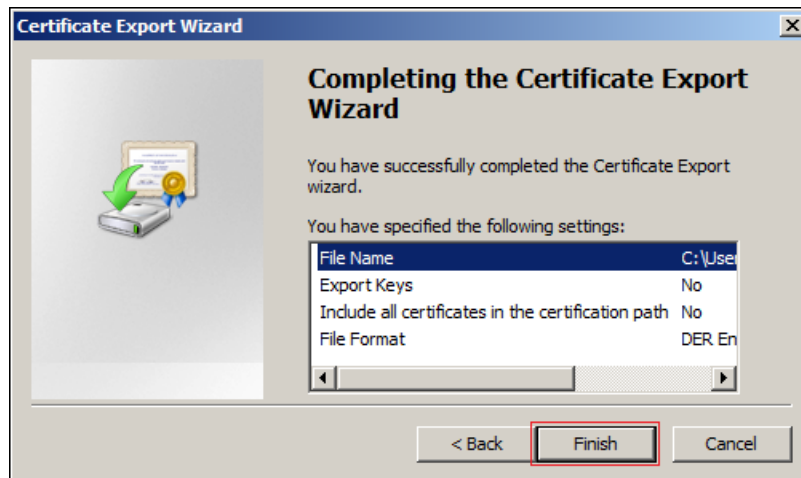 Certificate Export Wizard
Completing the Certificate Export
Wizard
You have successfully completed the Certificate Export
wizard.
You have specified the following settings:
File Name C:\User
Export Keys No
Include all certificates in the certification path No
File Format DER En
< Back Finish Cancel